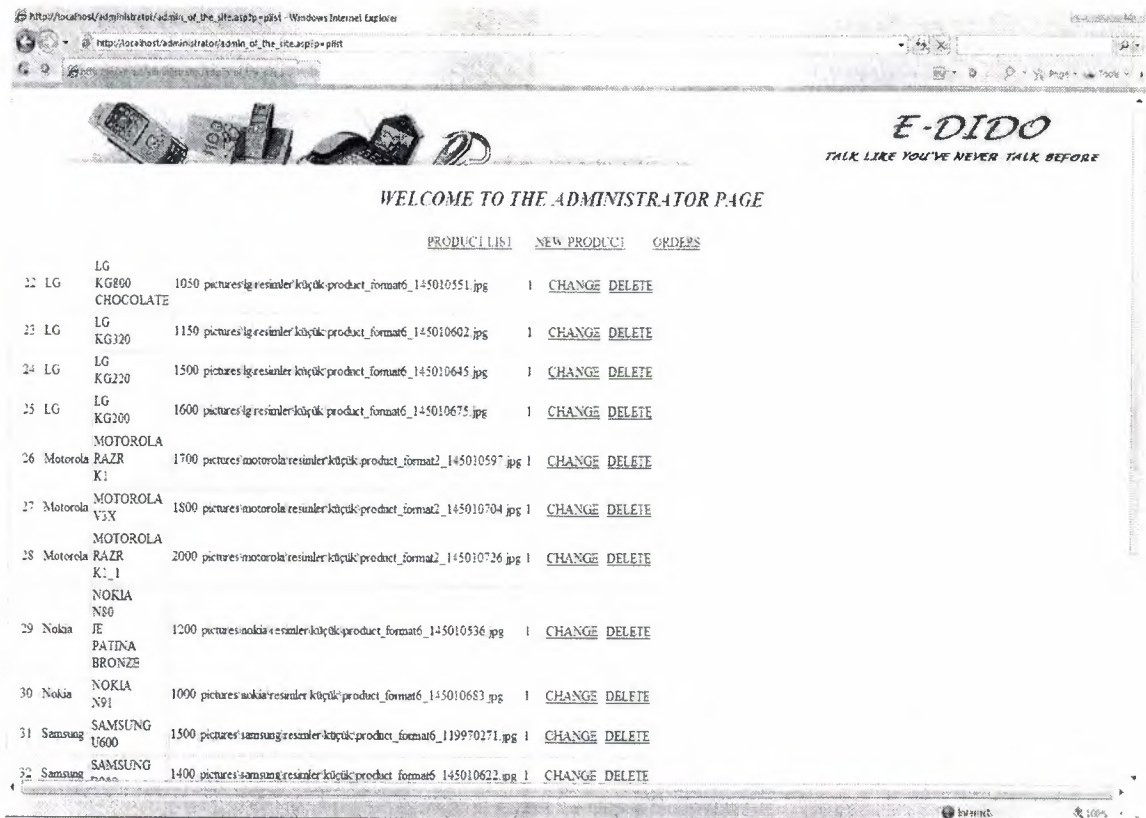 http://localhost/administrator/admin_of_the_site.asp?p=plist - Windows Internet Explorer
http://localhost/administrator/admin_of_the_site.asp?p=plist
Page Tools
E-DIDO
TALK LIKE YOU'VE NEVER TALK BEFORE
WELCOME TO THE ADMINISTRATOR PAGE
PRODUCT LIST NEW PRODUCT ORDERS
22 LG LG KG800 CHOCOLATE 1050 pictures\lg\resimler\küçük\product_format6_145010551.jpg 1 CHANGE DELETE
23 LG LG KG320 1150 pictures\lg\resimler\küçük\product_format6_145010602.jpg 1 CHANGE DELETE
24 LG LG KG220 1500 pictures\lg\resimler\küçük\product_format6_145010645.jpg 1 CHANGE DELETE
25 LG LG KG200 1600 pictures\lg\resimler\küçük\product_format6_145010675.jpg 1 CHANGE DELETE
26 Motorola MOTOROLA RAZR K1 1700 pictures\motorola\resimler\küçük\product_format2_145010597.jpg 1 CHANGE DELETE
27 Motorola MOTOROLA V3X 1800 pictures\motorola\resimler\küçük\product_format2_145010704.jpg 1 CHANGE DELETE
28 Motorola MOTOROLA RAZR K1_1 2000 pictures\motorola\resimler\küçük\product_format2_145010726.jpg 1 CHANGE DELETE
29 Nokia NOKIA N80 IE PATINA BRONZE 1200 pictures\nokia\resimler\küçük\product_format6_145010536.jpg 1 CHANGE DELETE
30 Nokia NOKIA N91 1000 pictures\nokia\resimler\küçük\product_format6_145010683.jpg 1 CHANGE DELETE
31 Samsung SAMSUNG U600 1500 pictures\samsung\resimler\küçük\product_format6_119970271.jpg 1 CHANGE DELETE
32 Samsung SAMSUNG 1400 pictures\samsung\resimler\küçük\product_format6_145010622.jpg 1 CHANGE DELETE
Internet 100%